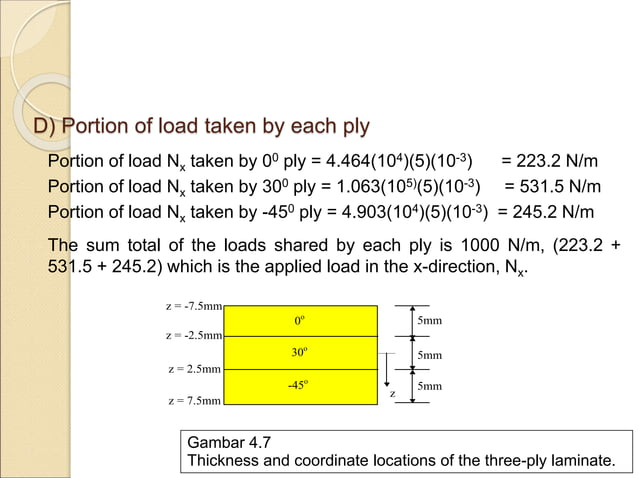 D) Portion of load taken by each ply
Portion of load Nx taken by 0⁰ ply = 4.464(10⁴)(5)(10⁻³) = 223.2 N/m
Portion of load Nx taken by 30⁰ ply = 1.063(10⁵⁾(5)(10⁻³) = 531.5 N/m
Portion of load Nx taken by -45⁰ ply = 4.903(10⁴)(5)(10⁻³) = 245.2 N/m
The sum total of the loads shared by each ply is 1000 N/m, (223.2 +
531.5 + 245.2) which is the applied load in the x-direction, Nx.
z = -7.5mm
0º
5mm
z = -2.5mm
30º
5mm
z = 2.5mm
-45º
5mm
z
z = 7.5mm
Gambar 4.7
Thickness and coordinate locations of the three-ply laminate.